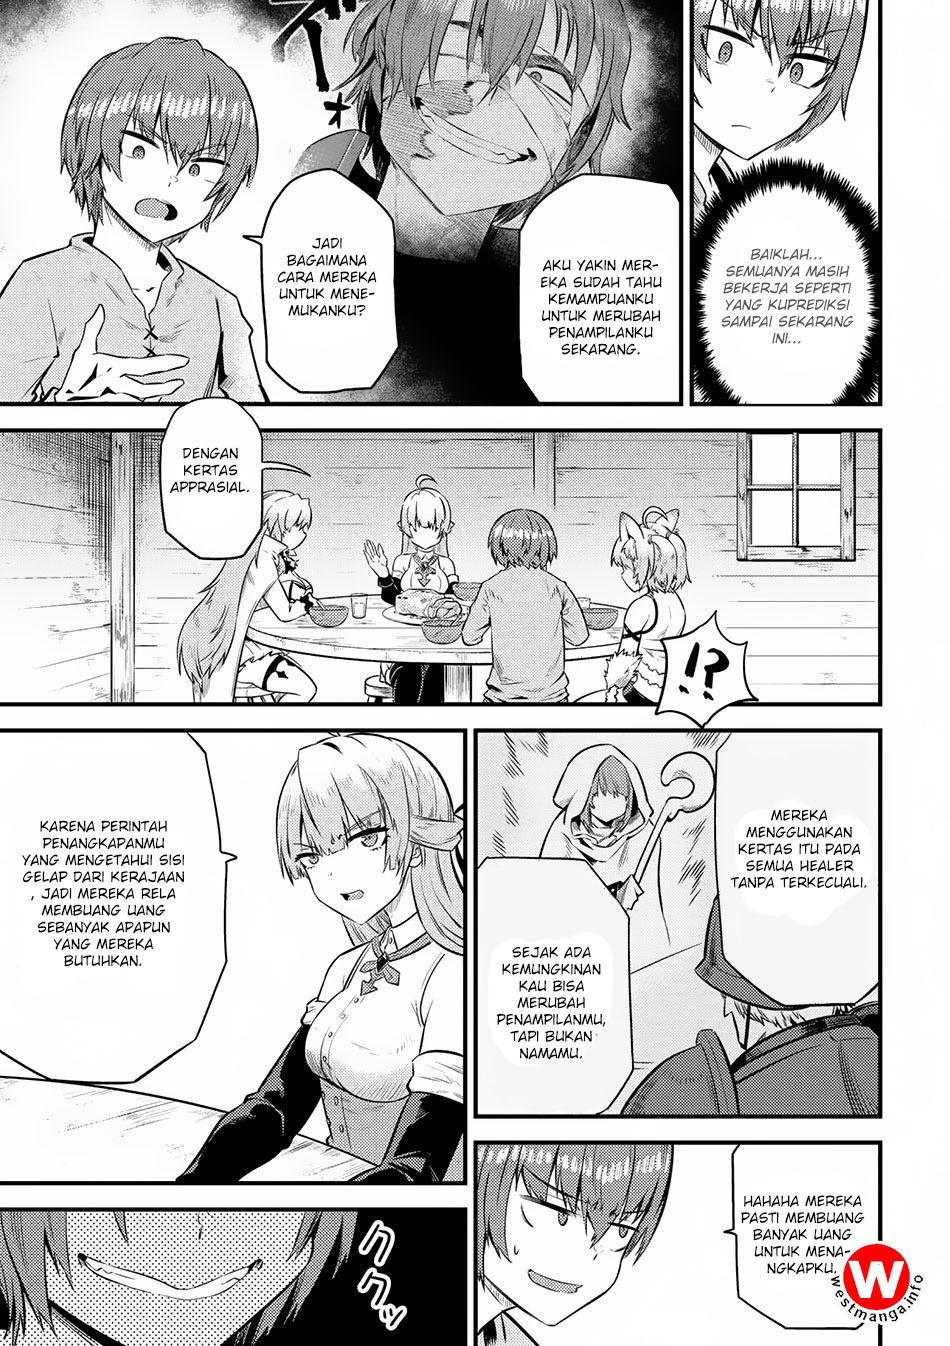 BAIKLAH...
SEMUANYA MASIH
BEKERJA SEPERTI
YANG KUPREDIKSI
SAMPAI SEKARANG
INI...
AKU YAKIN MER-
EKA SUDAH TAHU
KEMAMPUANKU
UNTUK MERUBAH
PENAMPILANKU
SEKARANG.
JADI
BAGAIMANA
CARA MEREKA
UNTUK MENE-
MUKANKU?
DENGAN
KERTAS
APPRASIAL.
!?
MEREKA
MENGGUNAKAN
KERTAS ITU PADA
SEMUA HEALER
TANPA TERKECUALI.
SEJAK ADA
KEMUNGKINAN
KAU BISA
MERUBAH
PENAMPILANMU,
TAPI BUKAN
NAMAMU.
KARENA PERINTAH
PENANGKAPANMU
YANG MENGETAHUI SISI
GELAP DARI KERAJAAN
, JADI MEREKA RELA
MEMBUANG UANG
SEBANYAK APAPUN
YANG MEREKA
BUTUHKAN.
HAHAHA MEREKA
PASTI MEMBUANG
BANYAK UANG
UNTUK MENA-
NGKAPKU.
ククッ
W
westmanga.info